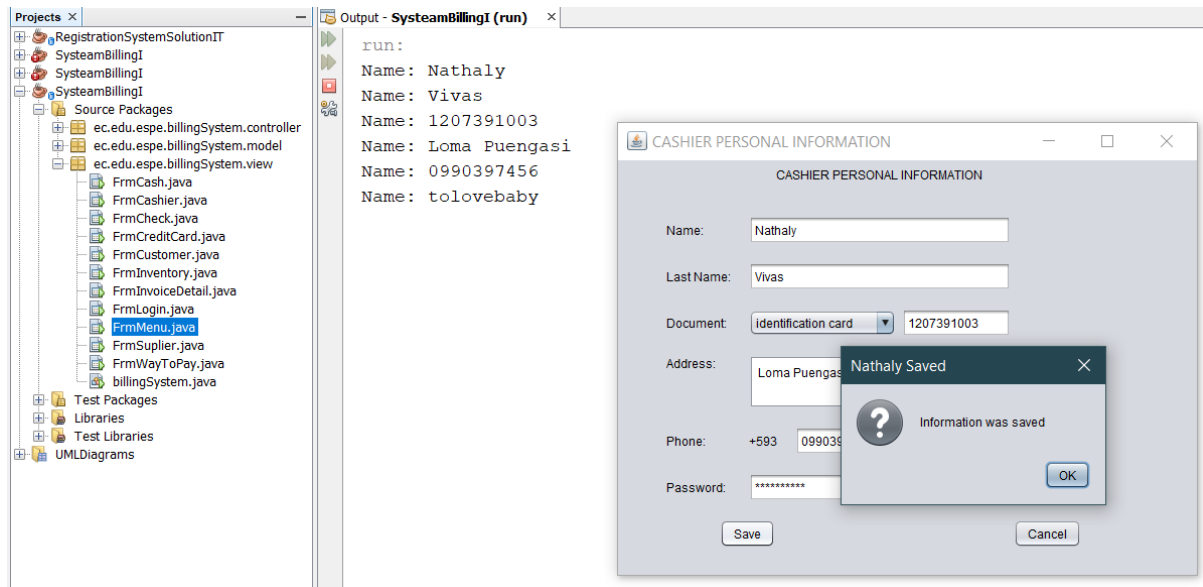 Projects
RegistrationSystemSolutionIT
SysteamBillingI
SysteamBillingI
SysteamBillingI
Source Packages
ec.edu.espe.billingSystem.controller
ec.edu.espe.billingSystem.model
ec.edu.espe.billingSystem.view
FrmCash.java
FrmCashier.java
FrmCheck.java
FrmCreditCard.java
FrmCustomer.java
FrmInventory.java
FrmInvoiceDetail.java
FrmLogin.java
FrmMenu.java
FrmSuplier.java
FrmWayToPay.java
billingSystem.java
Test Packages
Libraries
Test Libraries
UMLDiagrams
Output - SysteamBillingI (run)
run:
Name: Nathaly
Name: Vivas
Name: 1207391003
Name: Loma Puengasi
Name: 0990397456
Name: tolovebaby
CASHIER PERSONAL INFORMATION
CASHIER PERSONAL INFORMATION
Name: Nathaly
Last Name: Vivas
Document: identification card 1207391003
Address: Loma Puengas
Phone: +593 099039
Password: **********
Save Cancel
Nathaly Saved
Information was saved
OK